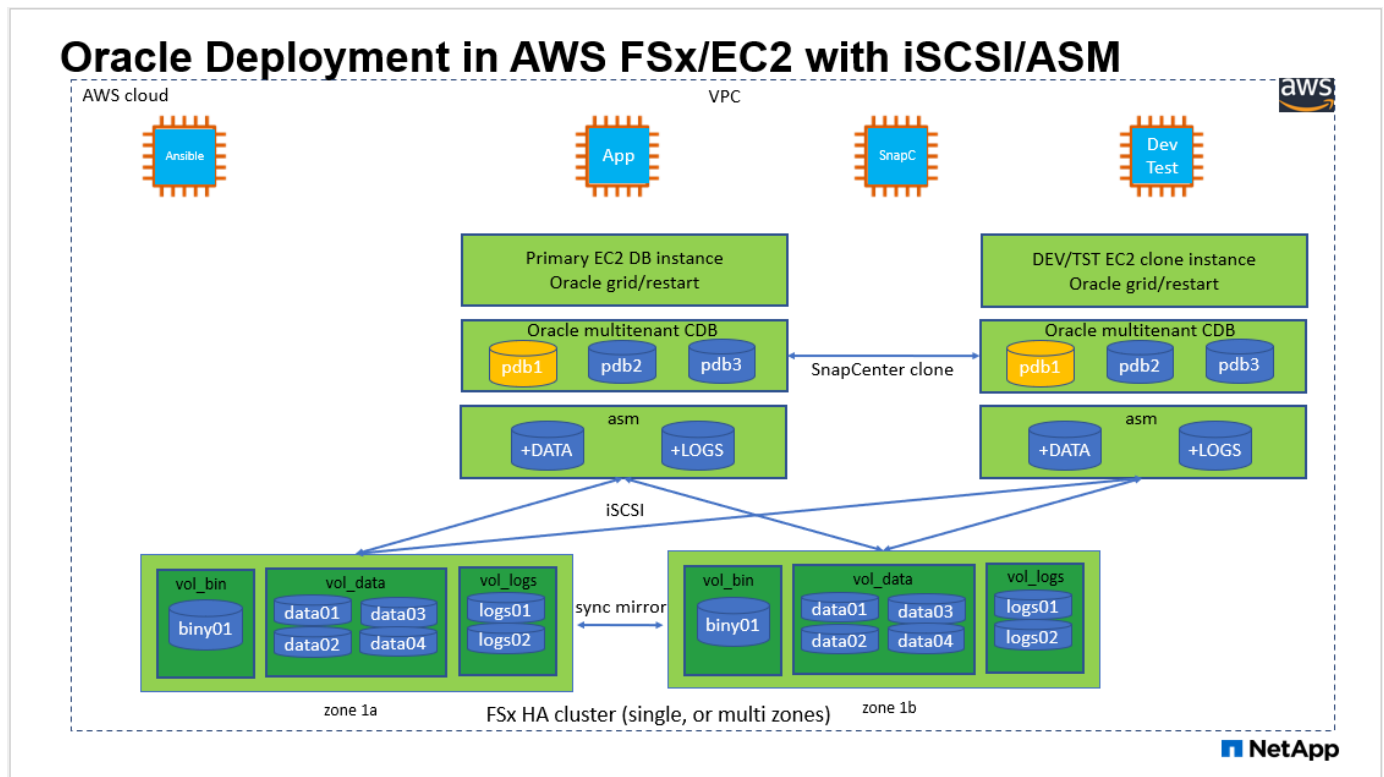 Oracle Deployment in AWS FSx/EC2 with iSCSI/ASM
AWS cloud
VPC
aws
Ansible
App
SnapC
Dev
Test
Primary EC2 DB instance
Oracle grid/restart
DEV/TST EC2 clone instance
Oracle grid/restart
Oracle multitenant CDB
pdb1
pdb2
pdb3
SnapCenter clone
Oracle multitenant CDB
pdb1
pdb2
pdb3
asm
+DATA
+LOGS
asm
+DATA
+LOGS
iSCSI
vol_bin
biny01
vol_data
data01
data03
data02
data04
vol_logs
logs01
logs02
sync mirror
vol_bin
biny01
vol_data
data01
data03
data02
data04
vol_logs
logs01
logs02
zone 1a
FSx HA cluster (single, or multi zones)
zone 1b
NetApp